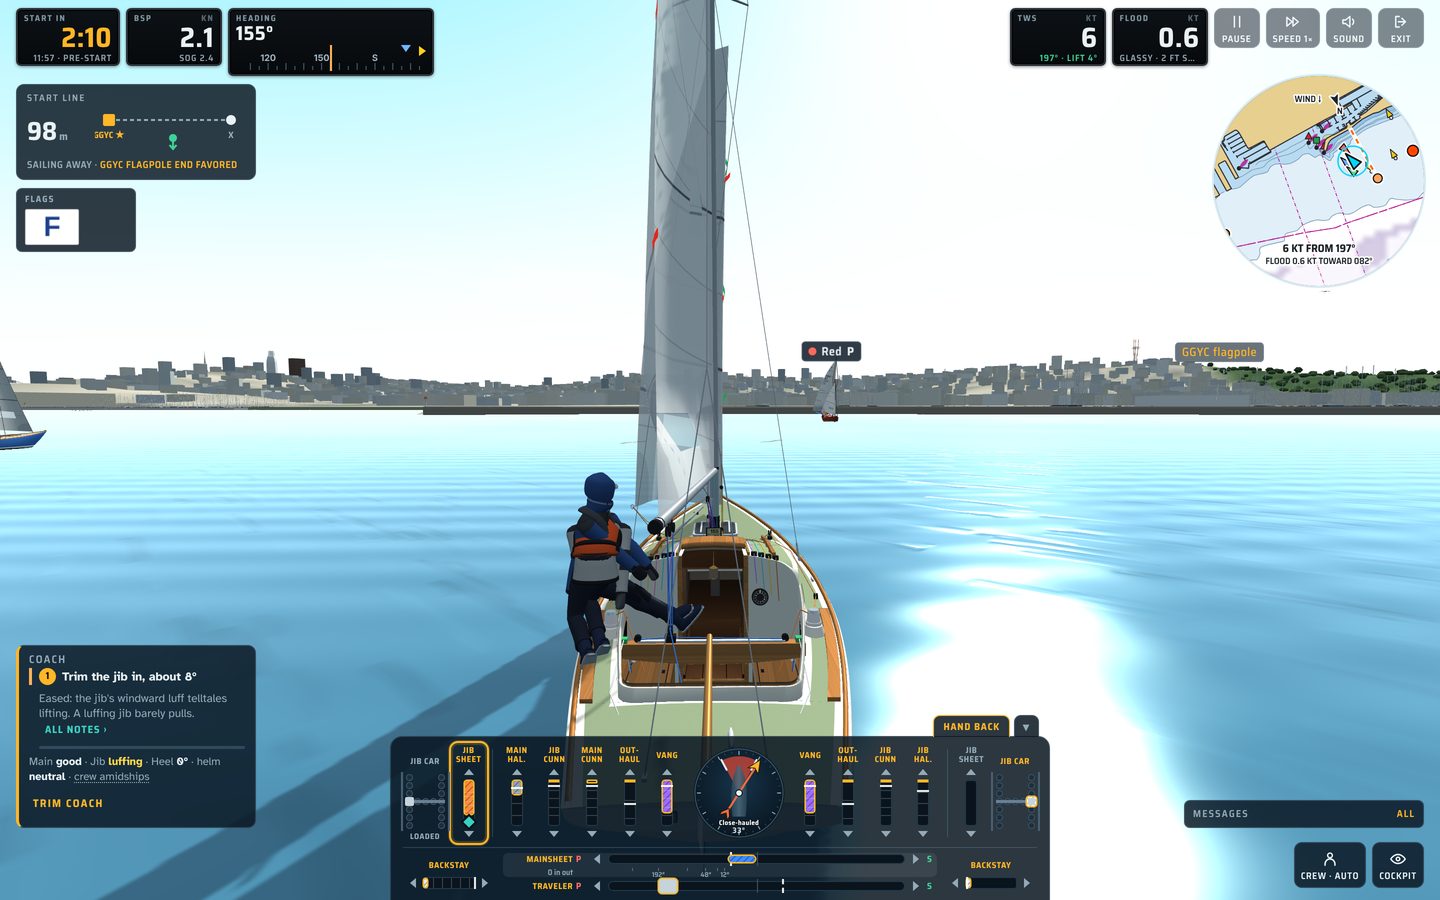 START IN
2:10
11:57 · PRE-START
BSP KN
2.1
SOG 2.4
HEADING
155°
120 150 S
TWS KT
6
197° · LIFT 4°
FLOOD KT
0.6
GLASSY · 2 FT S…
PAUSE
SPEED 1×
SOUND
EXIT
START LINE
98 m
GGYC ★ X
SAILING AWAY · GGYC FLAGPOLE END FAVORED
FLAGS
F
WIND ↓
N
6 KT FROM 197°
FLOOD 0.6 KT TOWARD 082°
Red P
GGYC flagpole
COACH
1 Trim the jib in, about 8°
Eased: the jib's windward luff telltales
lifting. A luffing jib barely pulls.
ALL NOTES ›
Main good · Jib luffing · Heel 0° · helm
neutral · crew amidships
TRIM COACH
HAND BACK ▼
JIB CAR
LOADED
JIB SHEET
MAIN HAL.
JIB CUNN
MAIN CUNN
OUT-HAUL
VANG
Close-hauled
33°
VANG
OUT-HAUL
JIB CUNN
JIB HAL.
JIB SHEET
JIB CAR
BACKSTAY
MAINSHEET P S
0 in out 192° 48° 12°
TRAVELER P S
BACKSTAY
MESSAGES ALL
CREW · AUTO
COCKPIT